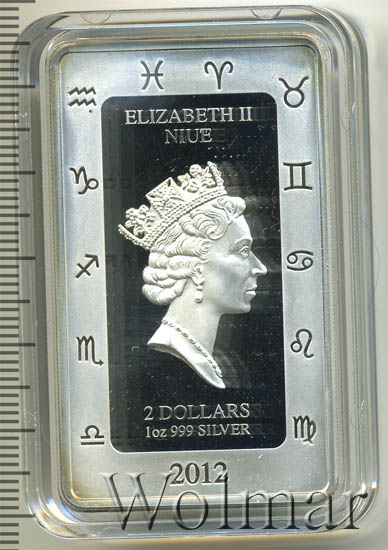 ELIZABETH II
NIUE
2 DOLLARS
1oz 999 SILVER
2012
Wolmar